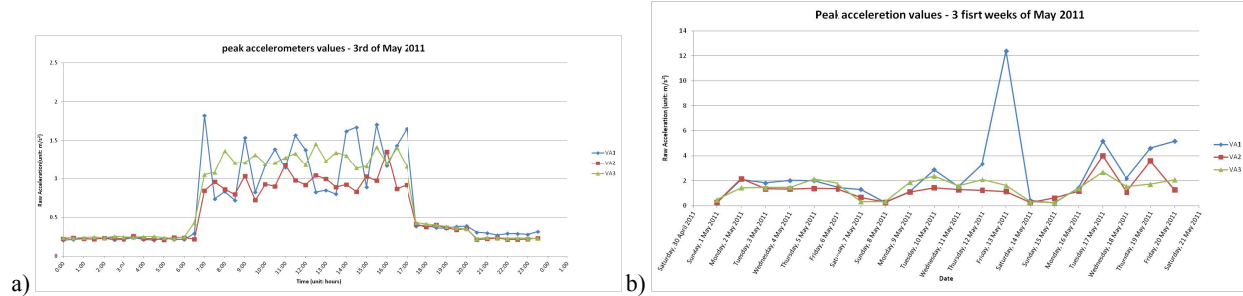 a)
peak accelerometers values - 3rd of May 2011
Raw Acceleration(unit: m/s²)
2.5
2
1.5
1
0.5
0
0:00
1:00
2:00
3:00
4:00
5:00
6:00
7:00
8:00
9:00
10:00
11:00
12:00
13:00
14:00
15:00
16:00
17:00
18:00
19:00
20:00
21:00
22:00
23:00
0:00
1:00
Time (unit: hours)
VA1
VA2
VA3
b)
Peak acceleretion values - 3 fisrt weeks of May 2011
Raw Acceleration (unit: m/s²)
14
12
10
8
6
4
2
0
Saturday, 30 April 2011
Sunday, 1 May 2011
Monday, 2 May 2011
Tuesday, 3 May 2011
Wednesday, 4 May 2011
Thursday, 5 May 2011
Friday, 6 May 2011
Saturday, 7 May 2011
Sunday, 8 May 2011
Monday, 9 May 2011
Tuesday, 10 May 2011
Wednesday, 11 May 2011
Thursday, 12 May 2011
Friday, 13 May 2011
Saturday, 14 May 2011
Sunday, 15 May 2011
Monday, 16 May 2011
Tuesday, 17 May 2011
Wednesday, 18 May 2011
Thursday, 19 May 2011
Friday, 20 May 2011
Saturday, 21 May 2011
Date
VA1
VA2
VA3